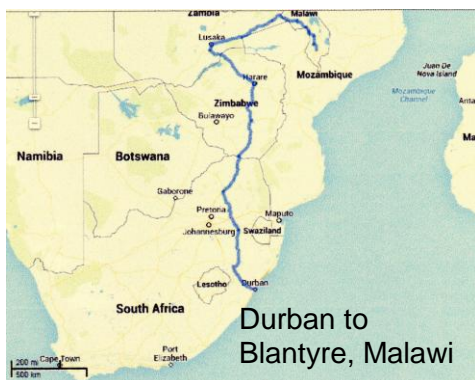 Zambia
Malawi
Lusaka
Harare
Mozambique
Juan De
Nova Island
Mozambique
Channel
Zimbabwe
Bulawayo
Namibia
Botswana
Gaborone
Pretoria
Johannesburg
Maputo
Swaziland
Lesotho
Durban
South Africa
Durban to
Blantyre, Malawi
Port
Elizabeth
Cape Town
200 mi
500 km